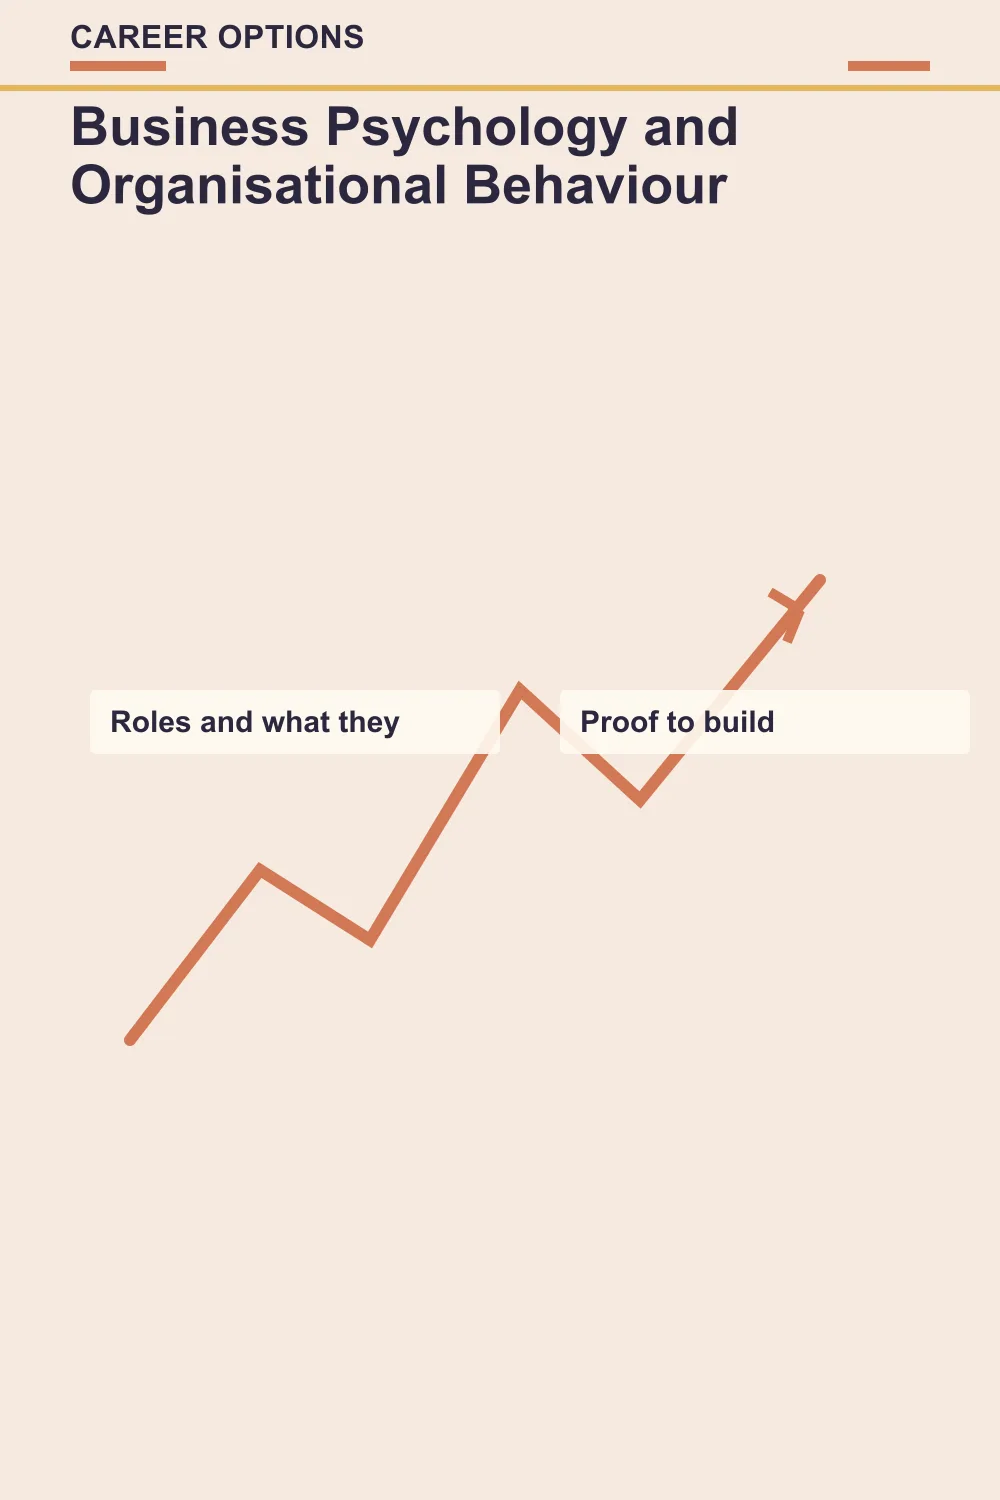 CAREER OPTIONS
Business Psychology and
Organisational Behaviour
Roles and what they
Proof to build